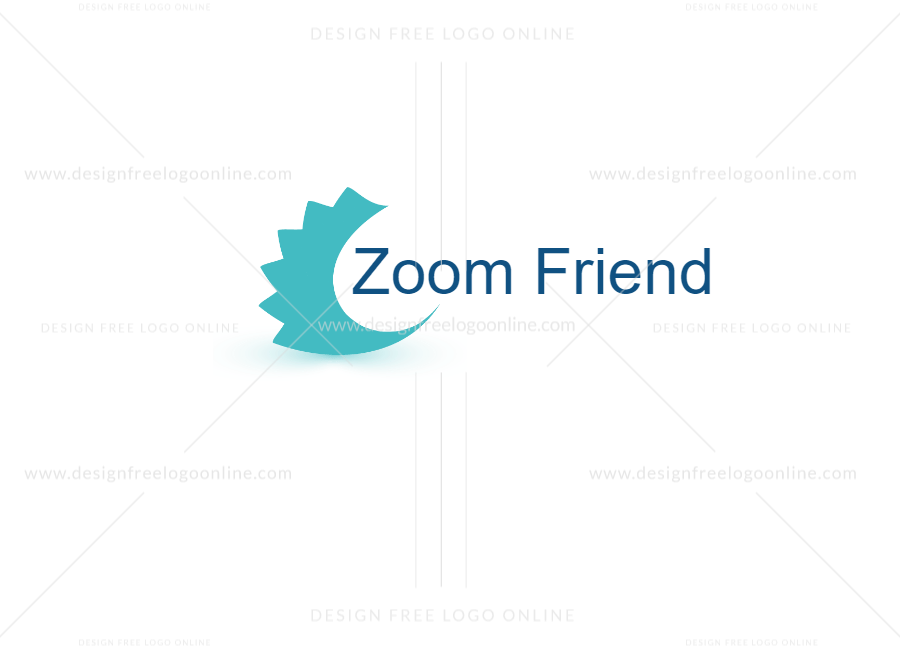 DESIGN FREE LOGO ONLINE DESIGN FREE LOGO ONLINE
DESIGN FREE LOGO ONLINE
www.designfreelogoonline.com www.designfreelogoonline.com
Zoom Friend
DESIGN FREE LOGO ONLINE www.designfreelogoonline.com DESIGN FREE LOGO ONLINE
www.designfreelogoonline.com www.designfreelogoonline.com
DESIGN FREE LOGO ONLINE
DESIGN FREE LOGO ONLINE DESIGN FREE LOGO ONLINE